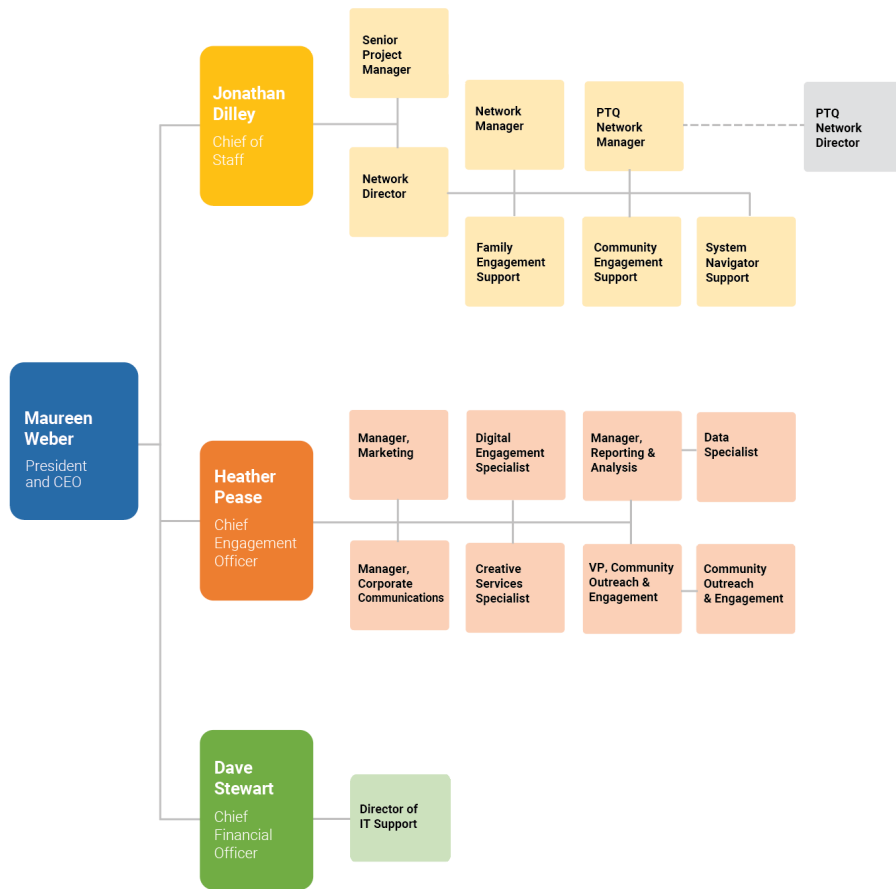 Maureen
Weber
President
and CEO
Jonathan
Dilley
Chief of
Staff
Senior
Project
Manager
Network
Director
Network
Manager
PTQ
Network
Manager
PTQ
Network
Director
Family
Engagement
Support
Community
Engagement
Support
System
Navigator
Support
Heather
Pease
Chief
Engagement
Officer
Manager,
Marketing
Digital
Engagement
Specialist
Manager,
Reporting &
Analysis
Data
Specialist
Manager,
Corporate
Communications
Creative
Services
Specialist
VP, Community
Outreach &
Engagement
Community
Outreach
& Engagement
Dave
Stewart
Chief
Financial
Officer
Director of
IT Support